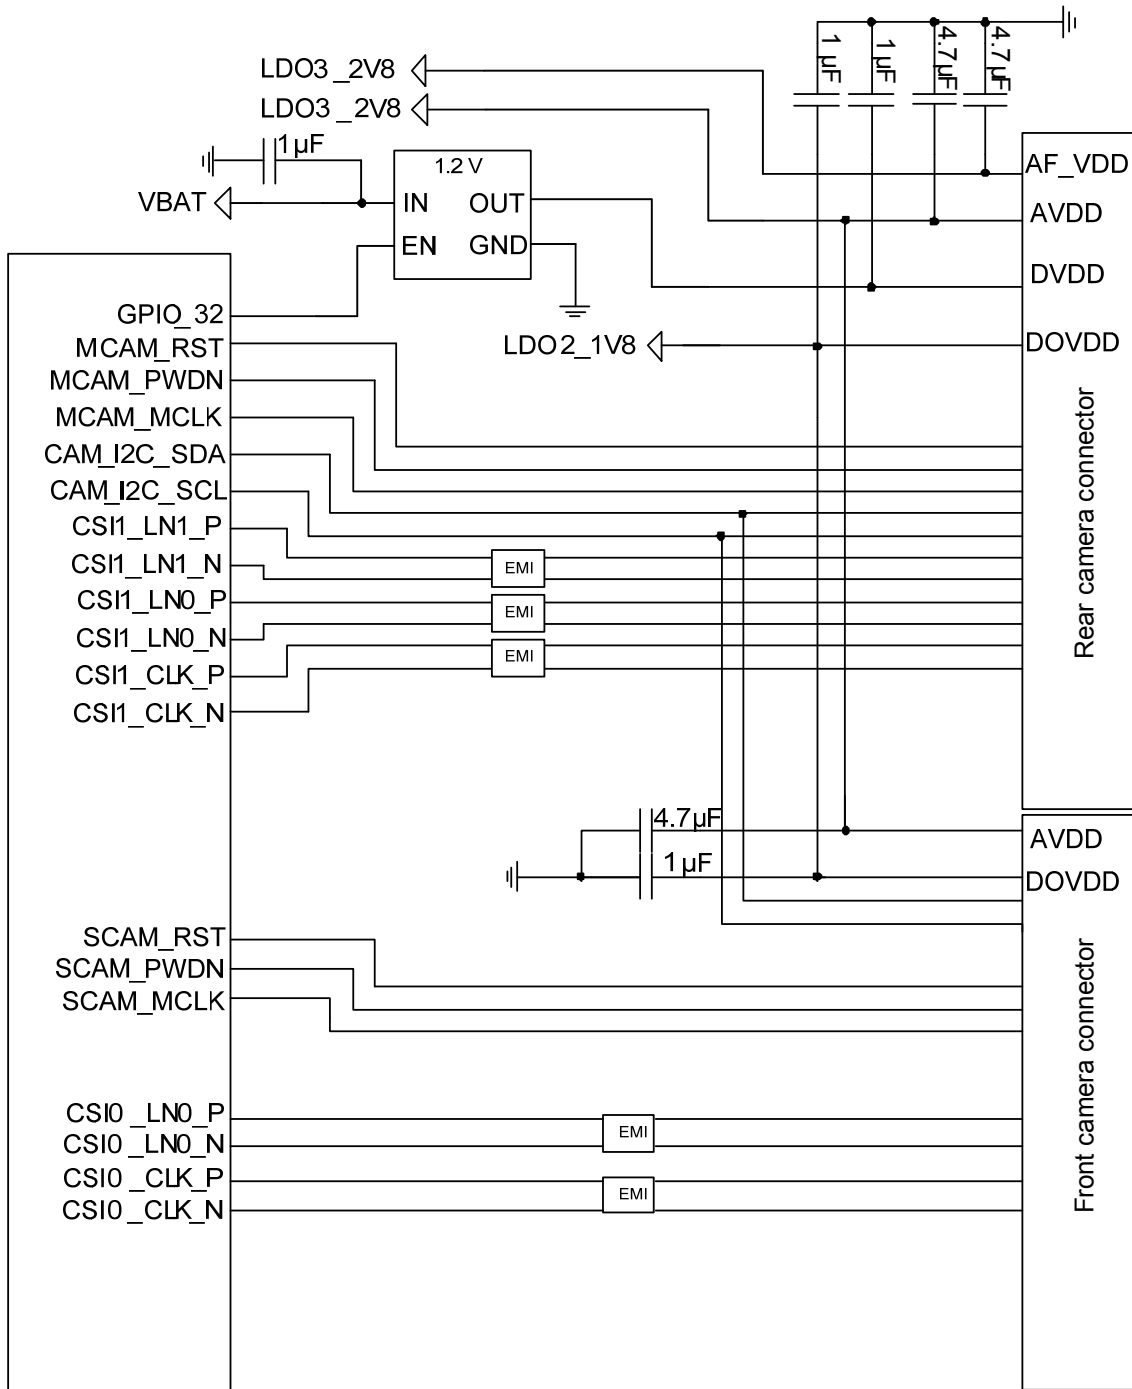 1 µF
1 µF
4.7µF
4.7µF
LDO3_2V8
LDO3_2V8
1µF
VBAT
1.2 V
IN
OUT
EN
GND
AF_VDD
AVDD
DVDD
DOVDD
LDO2_1V8
GPIO_32
MCAM_RST
MCAM_PWDN
MCAM_MCLK
CAM_I2C_SDA
CAM_I2C_SCL
CSI1_LN1_P
CSI1_LN1_N
CSI1_LN0_P
CSI1_LN0_N
CSI1_CLK_P
CSI1_CLK_N
EMI
EMI
EMI
Rear camera connector
4.7µF
1µF
AVDD
DOVDD
SCAM_RST
SCAM_PWDN
SCAM_MCLK
CSI0_LN0_P
CSI0_LN0_N
CSI0_CLK_P
CSI0_CLK_N
EMI
EMI
Front camera connector